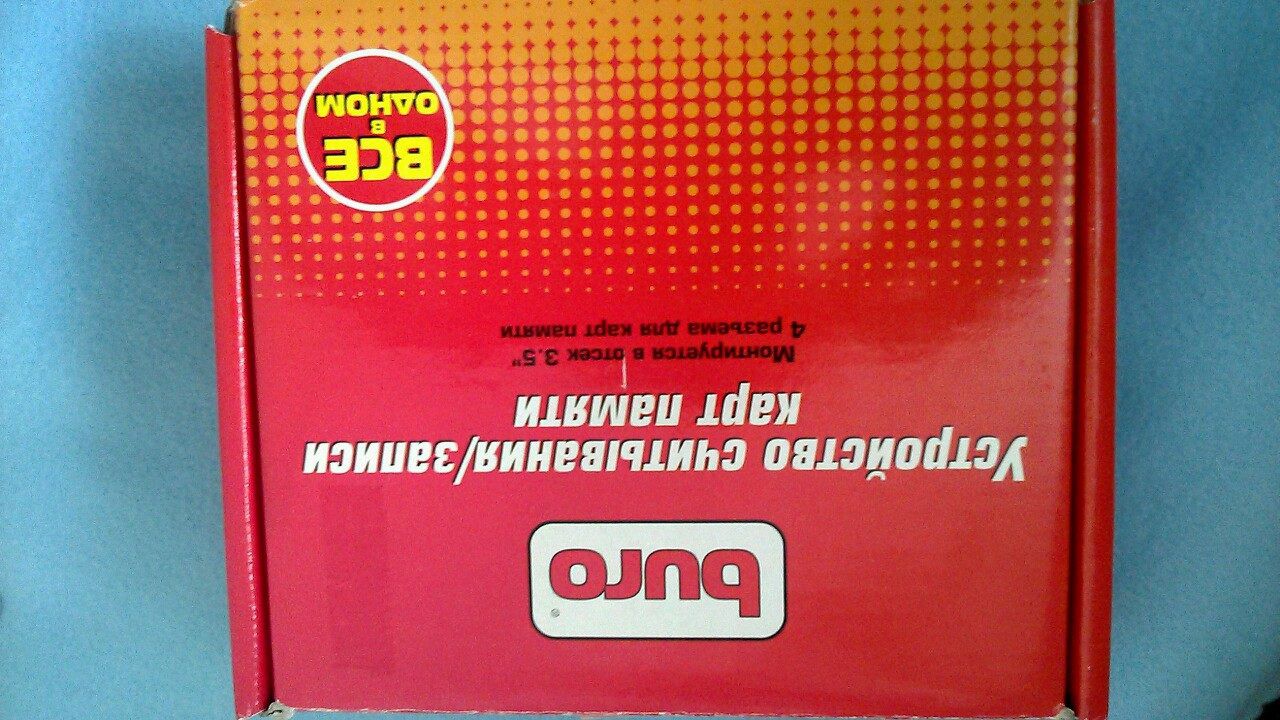 buro
Устройство считывания/записи
карт памяти
Монтируется в отсек 3.5"
4 разъема для карт памяти
ВСЕ
В
ОДНОМ